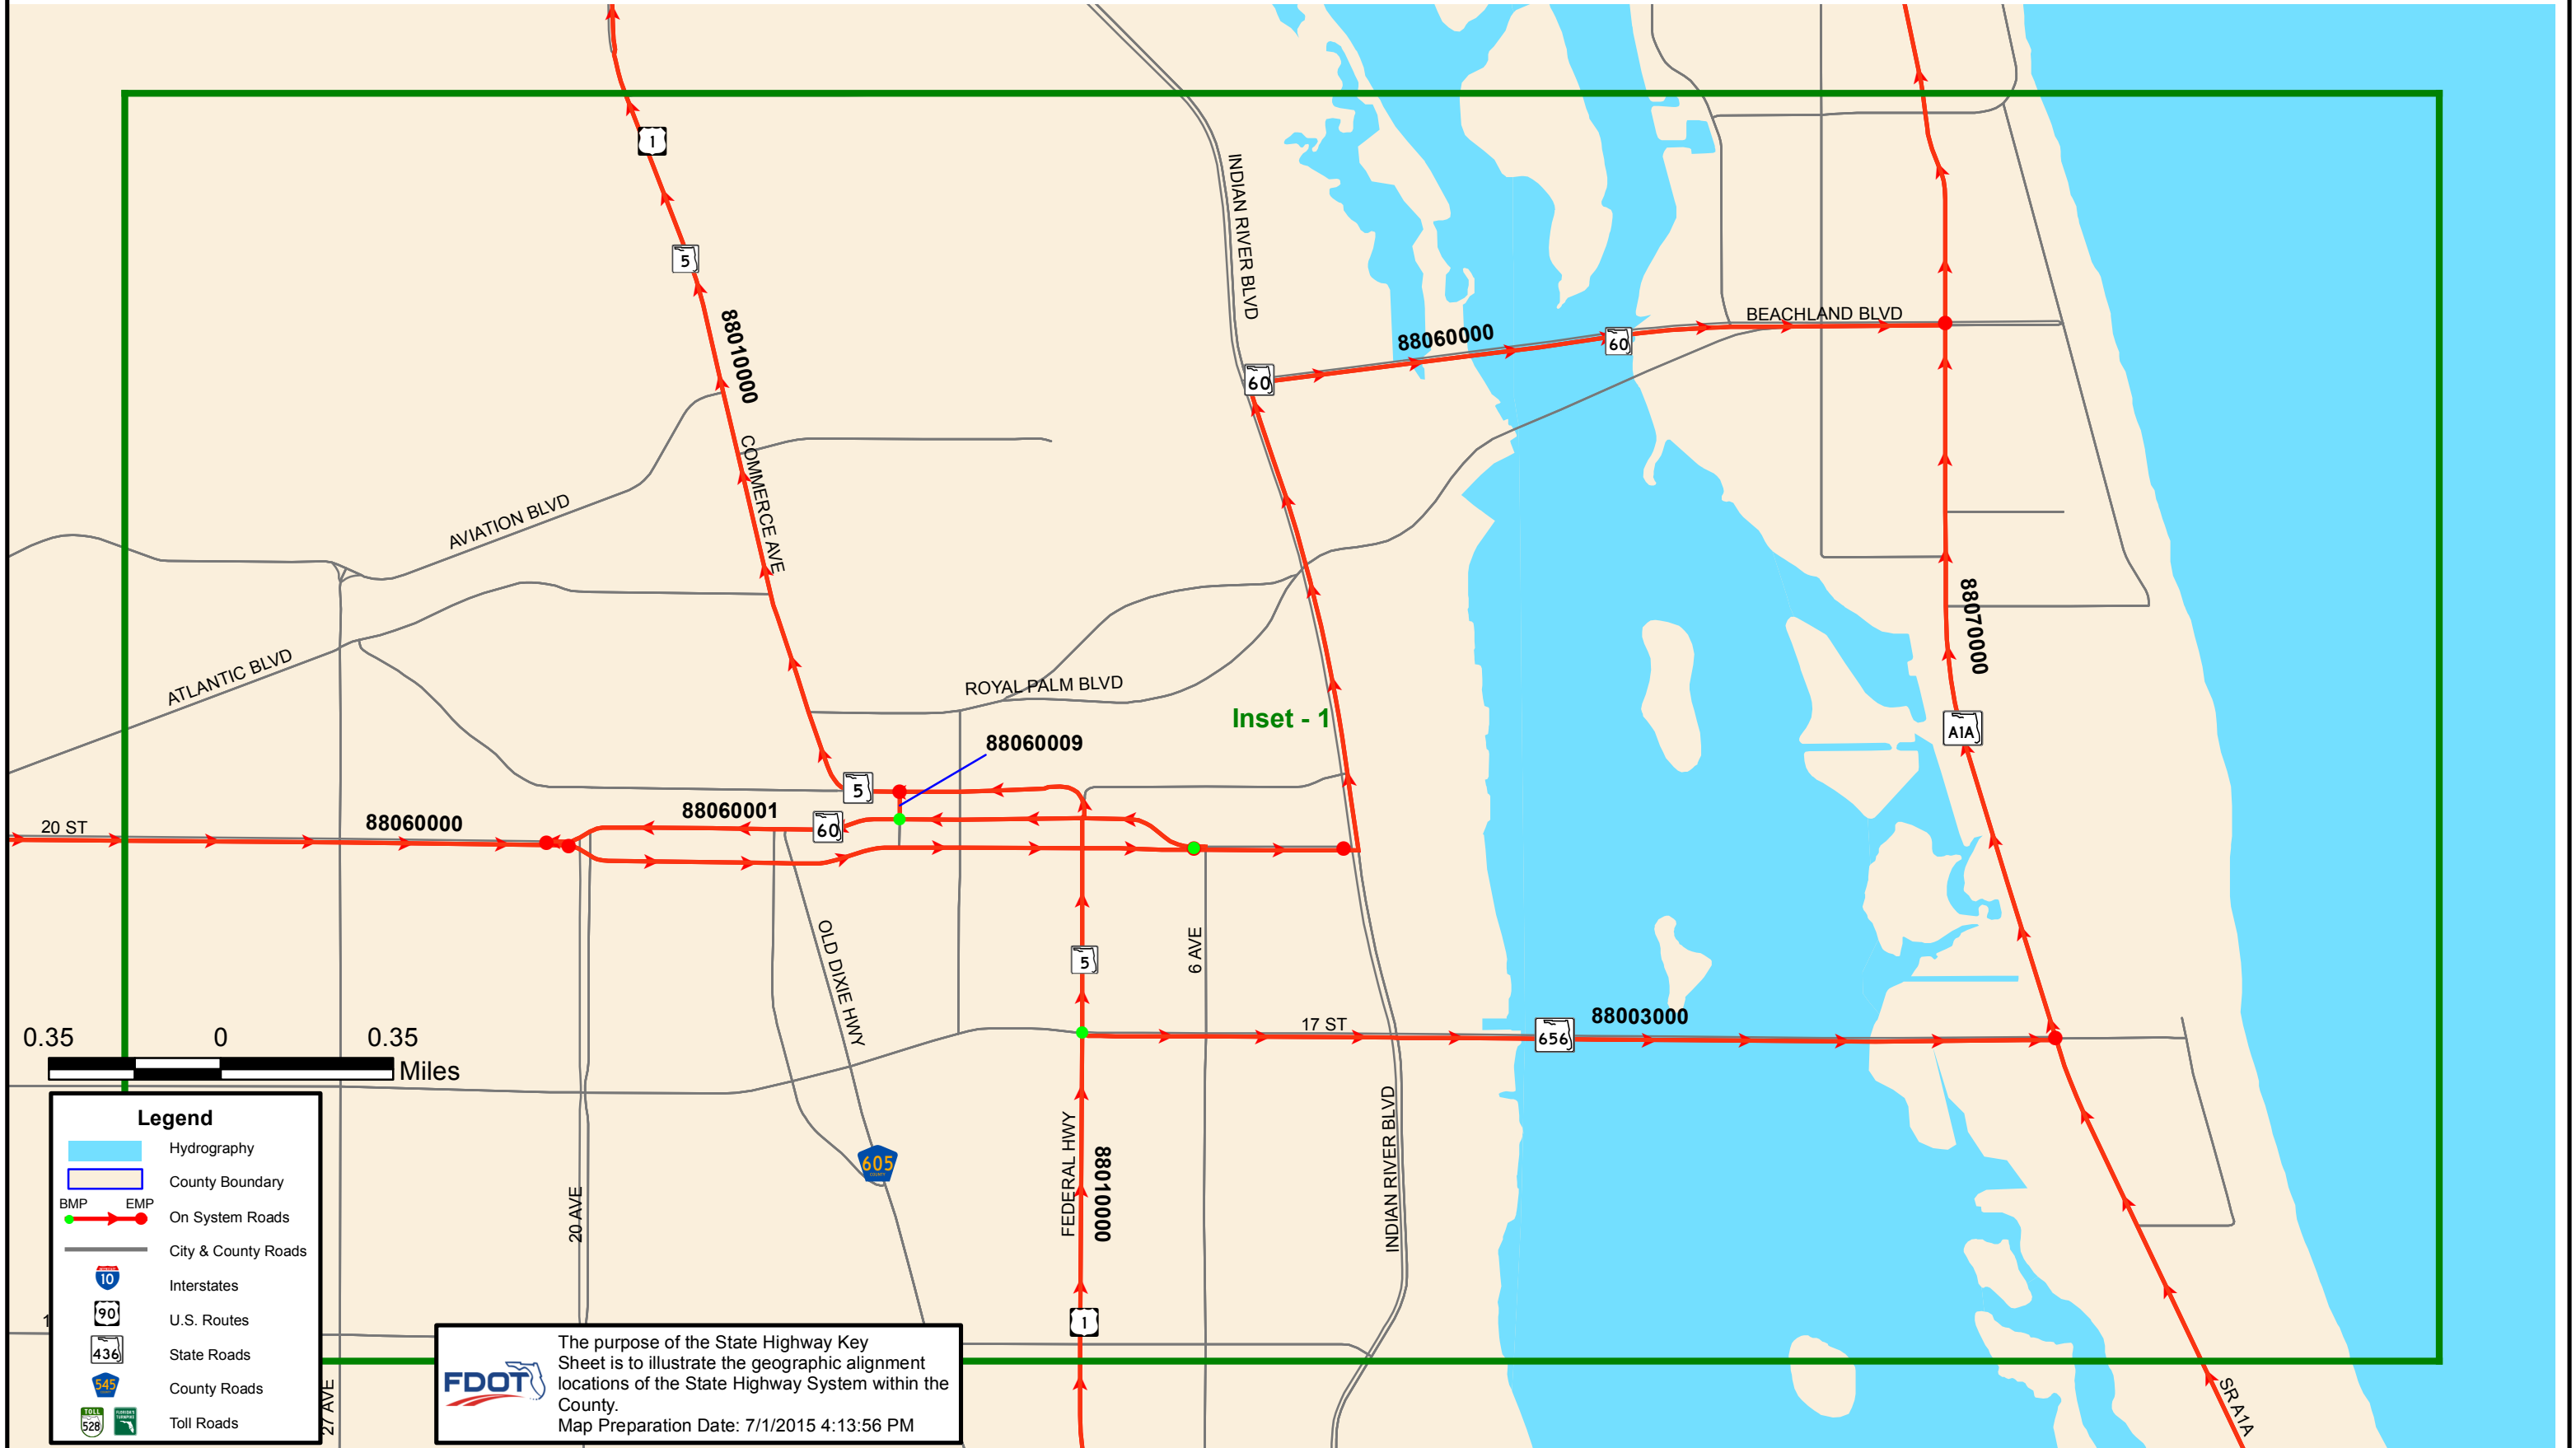 1
INDIAN RIVER BLVD
5
88010000
BEACHLAND BLVD
88060000
60
60
COMMERCE AVE
AVIATION BLVD
88070000
ATLANTIC BLVD
ROYAL PALM BLVD
Inset - 1
A1A
88060009
5
88060001
60
20 ST
88060000
OLD DIXIE HWY
5
6 AVE
17 ST
656
88003000
0.35
0
0.35
Miles
605
COUNTY
20 AVE
FEDERAL HWY
88010000
INDIAN RIVER BLVD
1
SR A1A
27 AVE
1
Legend
Hydrography
County Boundary
BMP
EMP
On System Roads
City & County Roads
10
Interstates
90
U.S. Routes
436
State Roads
545
County Roads
TOLL
528
Toll Roads
FDOT
The purpose of the State Highway Key
Sheet is to illustrate the geographic alignment
locations of the State Highway System within the
County.
Map Preparation Date: 7/1/2015 4:13:56 PM